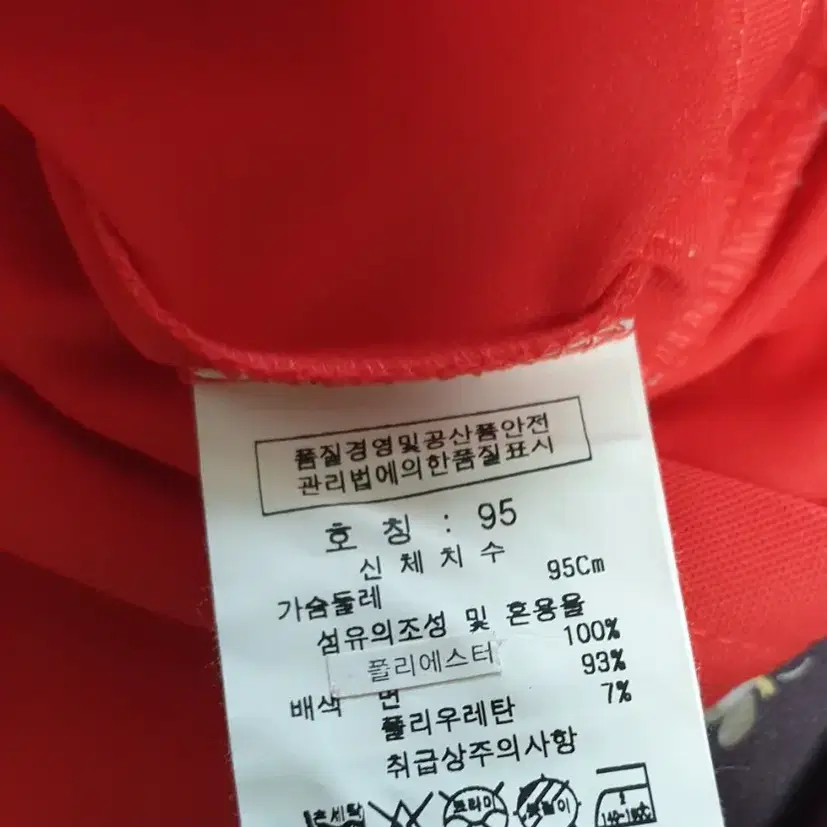 품질경영및공산품안전
관리법에의한품질표시
호 칭 : 95
신 체 치 수
가슴둘레 95Cm
섬유의조성 및 혼용율
폴리에스터 100%
배색 면 93%
폴리우레탄 7%
취급상주의사항
드라이